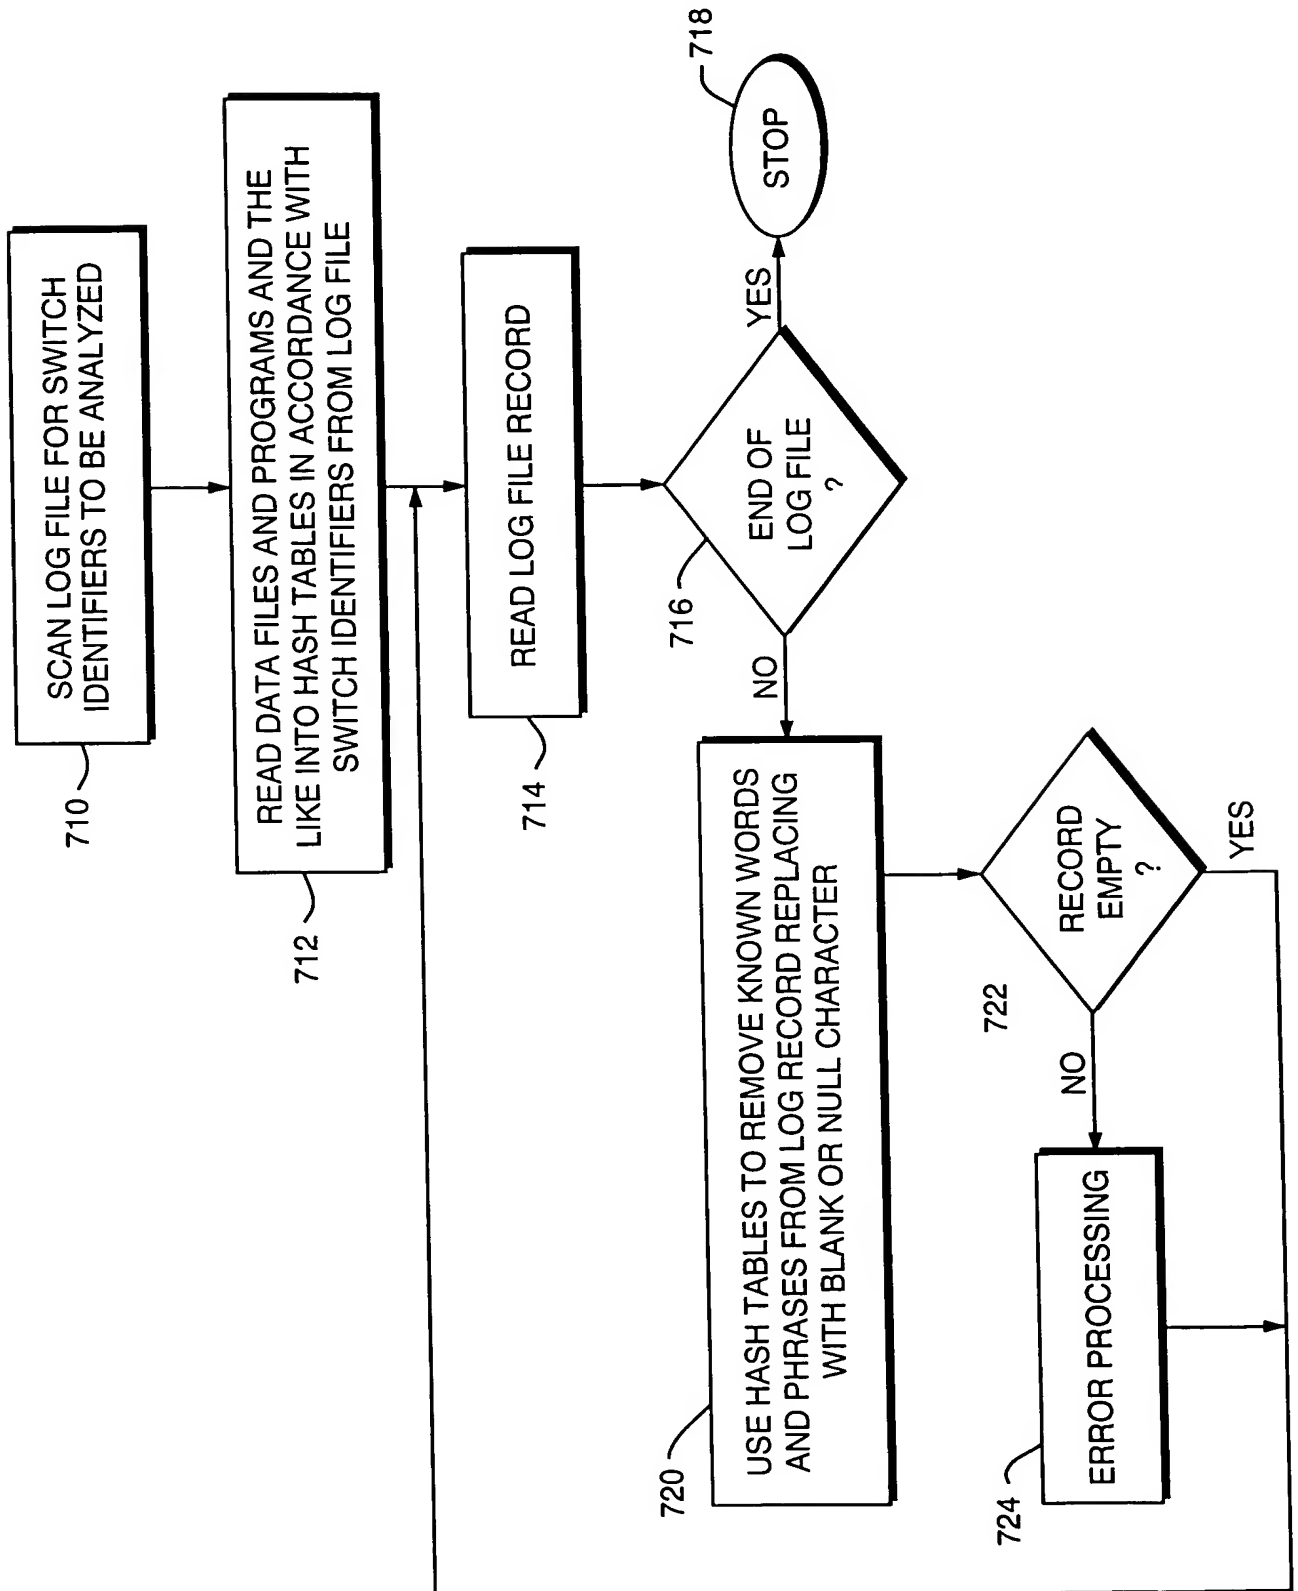 SCAN LOG FILE FOR SWITCH
IDENTIFIERS TO BE ANALYZED
710
READ DATA FILES AND PROGRAMS AND THE
LIKE INTO HASH TABLES IN ACCORDANCE WITH
SWITCH IDENTIFIERS FROM LOG FILE
712
READ LOG FILE RECORD
714
END OF
LOG FILE
?
716
YES
STOP
718
NO
USE HASH TABLES TO REMOVE KNOWN WORDS
AND PHRASES FROM LOG RECORD REPLACING
WITH BLANK OR NULL CHARACTER
720
RECORD
EMPTY
?
722
YES
NO
ERROR PROCESSING
724